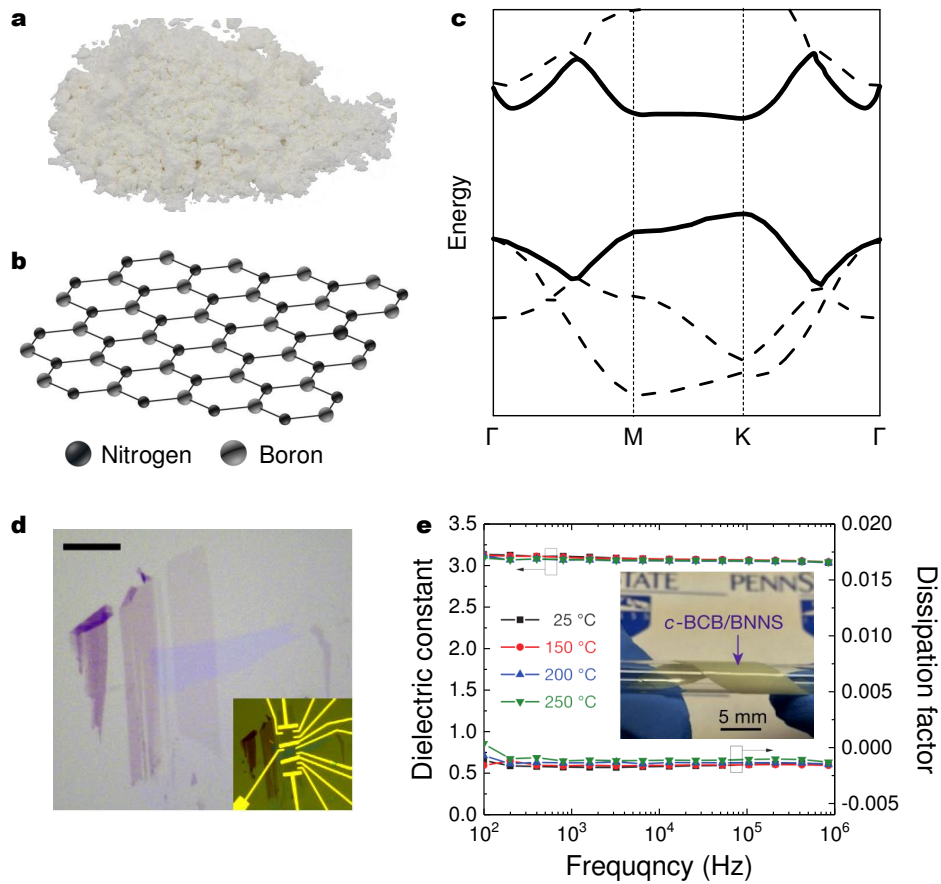 a
b
Nitrogen Boron
c
Energy
Γ M K Γ
d
e
Dielectric constant
3.5
3.0
2.5
2.0
1.5
1.0
0.5
0.0
25 °C
150 °C
200 °C
250 °C
TATE PENNS
c-BCB/BNNS
5 mm
0.020
0.015
0.010
0.005
0.000
-0.005
Dissipation factor
10² 10³ 10⁴ 10⁵ 10⁶
Frequqncy (Hz)